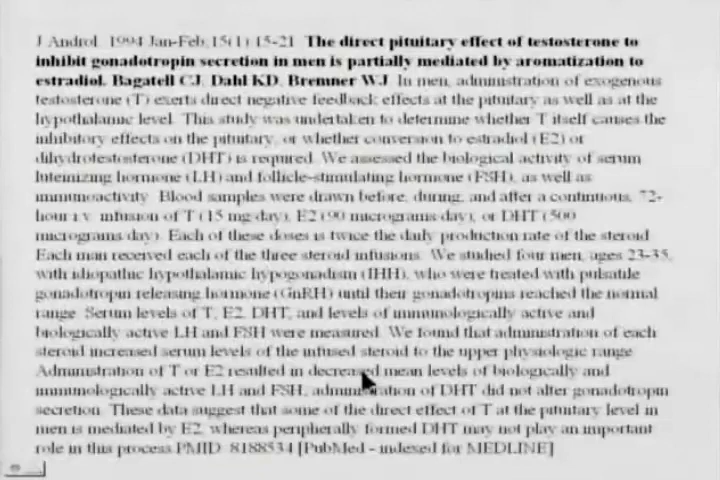 J Androl. 1994 Jan-Feb;15(1):15-21. The direct pituitary effect of testosterone to
inhibit gonadotropin secretion in men is partially mediated by aromatization to
estradiol. Bagatell CJ, Dahl KD, Bremner WJ. In men, administration of exogenous
testosterone (T) exerts direct negative feedback effects at the pituitary as well as at the
hypothalamic level. This study was undertaken to determine whether T itself causes the
inhibitory effects on the pituitary, or whether conversion to estradiol (E2) or
dihydrotestosterone (DHT) is required. We assessed the biological activity of serum
luteinizing hormone (LH) and follicle-stimulating hormone (FSH), as well as
immunoactivity. Blood samples were drawn before, during, and after a continuous, 72-
hour i.v. infusion of T (15 mg/day), E2 (90 micrograms/day), or DHT (500
micrograms/day). Each of these doses is twice the daily production rate of the steroid.
Each man received each of the three steroid infusions. We studied four men, ages 23-35,
with idiopathic hypothalamic hypogonadism (IHH), who were treated with pulsatile
gonadotropin releasing hormone (GnRH) until their gonadotropins reached the normal
range. Serum levels of T, E2, DHT, and levels of immunologically active and
biologically active LH and FSH were measured. We found that administration of each
steroid increased serum levels of the infused steroid to the upper physiologic range.
Administration of T or E2 resulted in decreased mean levels of biologically and
immunologically active LH and FSH; administration of DHT did not alter gonadotropin
secretion. These data suggest that some of the direct effect of T at the pituitary level in
men is mediated by E2, whereas peripherally formed DHT may not play an important
role in this process PMID: 8188534 [PubMed - indexed for MEDLINE]